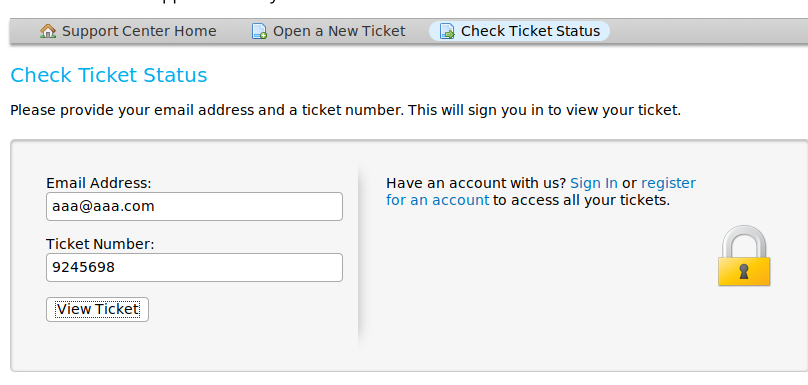 Support Center Home Open a New Ticket Check Ticket Status
Check Ticket Status
Please provide your email address and a ticket number. This will sign you in to view your ticket.
Email Address:
aaa@aaa.com
Ticket Number:
9245698
View Ticket
Have an account with us? Sign In or register
for an account to access all your tickets.